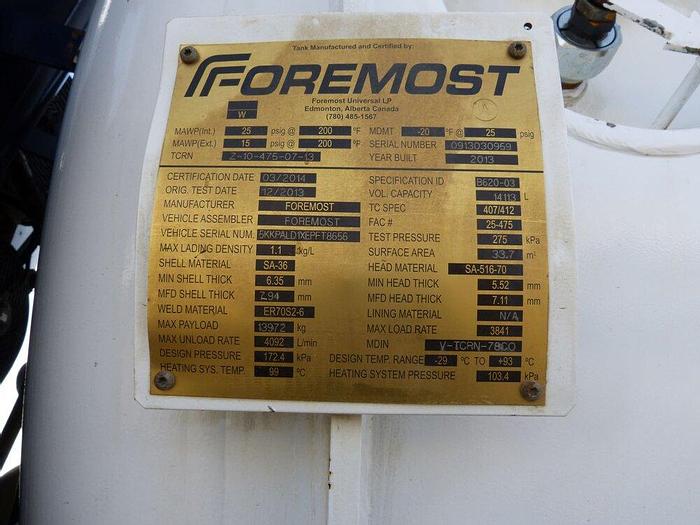 Tank Manufactured and Certified by:
FOREMOST
Foremost Universal LP
Edmonton, Alberta Canada
(780) 485-1567
W
MAWP(Int.) 25 psig @ 200 °F MDMT -20 °F @ 25 psig
MAWP(Ext.) 15 psig @ 200 °F SERIAL NUMBER 0913030959
TCRN Z-10-475-07-13 YEAR BUILT 2013
CERTIFICATION DATE 03/2014 SPECIFICATION ID B620-03
ORIG. TEST DATE 12/2013 VOL. CAPACITY 14113 L
MANUFACTURER FOREMOST TC SPEC 407/412
VEHICLE ASSEMBLER FOREMOST FAC # 25-475
VEHICLE SERIAL NUM. 5KKPALD1XEPFT8656 TEST PRESSURE 275 kPa
MAX LADING DENSITY 1.1 kg/L SURFACE AREA 33.7 m²
SHELL MATERIAL SA-36 HEAD MATERIAL SA-516-70
MIN SHELL THICK 6.35 mm MIN HEAD THICK 5.52 mm
MFD SHELL THICK 7.94 mm MFD HEAD THICK 7.11 mm
WELD MATERIAL ER70S2-6 LINING MATERIAL N/A
MAX PAYLOAD 13972 kg MAX LOAD RATE 3841
MAX UNLOAD RATE 4092 L/min MDIN V-TCRN-7800
DESIGN PRESSURE 172.4 kPa DESIGN TEMP. RANGE -29 °C TO +93 °C
HEATING SYS. TEMP. 99 °C HEATING SYSTEM PRESSURE 103.4 kPa